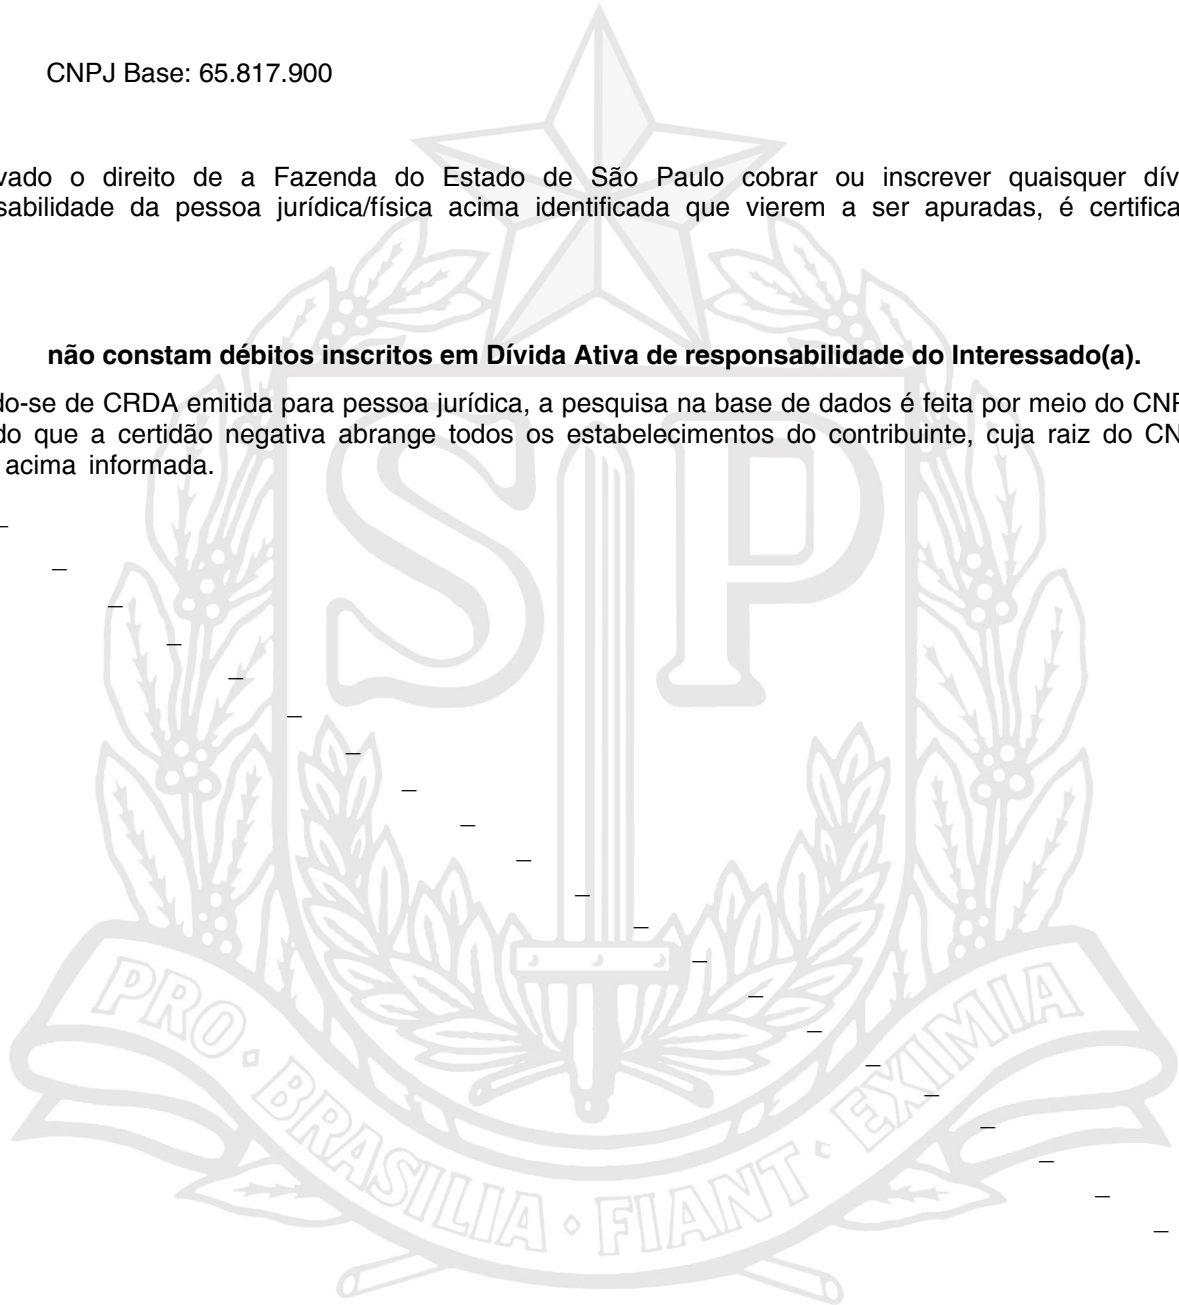 CNPJ Base: 65.817.900
vado o direito de a Fazenda do Estado de São Paulo cobrar ou inscrever quaisquer dív
sabilidade da pessoa jurídica/física acima identificada que vierem a ser apuradas, é certifica
não constam débitos inscritos em Dívida Ativa de responsabilidade do Interessado(a).
do-se de CRDA emitida para pessoa jurídica, a pesquisa na base de dados é feita por meio do CNP
do que a certidão negativa abrange todos os estabelecimentos do contribuinte, cuja raiz do CN
acima informada.
SP
PRO · BRASILIA · FIANT · EXIMIA